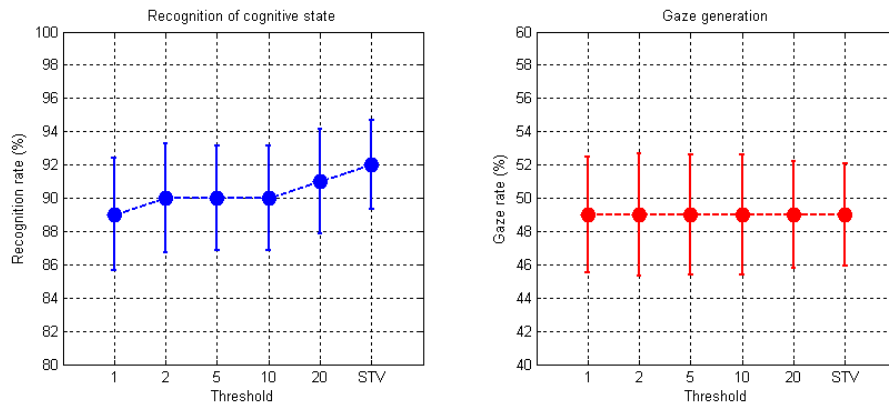 Recognition of cognitive state
100
98
96
94
92
90
88
86
84
82
80
Recognition rate (%)
1 2 5 10 20 STV
Threshold
Gaze generation
60
58
56
54
52
50
48
46
44
42
40
Gaze rate (%)
1 2 5 10 20 STV
Threshold